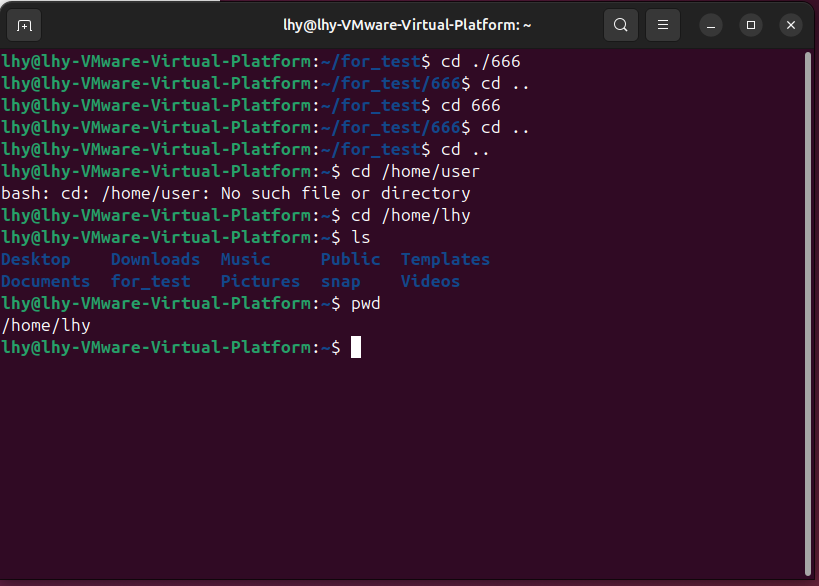 lhy@lhy-VMware-Virtual-Platform: ~
lhy@lhy-VMware-Virtual-Platform:~/for_test$ cd ./666
lhy@lhy-VMware-Virtual-Platform:~/for_test/666$ cd ..
lhy@lhy-VMware-Virtual-Platform:~/for_test$ cd 666
lhy@lhy-VMware-Virtual-Platform:~/for_test/666$ cd ..
lhy@lhy-VMware-Virtual-Platform:~/for_test$ cd ..
lhy@lhy-VMware-Virtual-Platform:~$ cd /home/user
bash: cd: /home/user: No such file or directory
lhy@lhy-VMware-Virtual-Platform:~$ cd /home/lhy
lhy@lhy-VMware-Virtual-Platform:~$ ls
Desktop    Downloads  Music     Public  Templates
Documents  for_test   Pictures  snap    Videos
lhy@lhy-VMware-Virtual-Platform:~$ pwd
/home/lhy
lhy@lhy-VMware-Virtual-Platform:~$